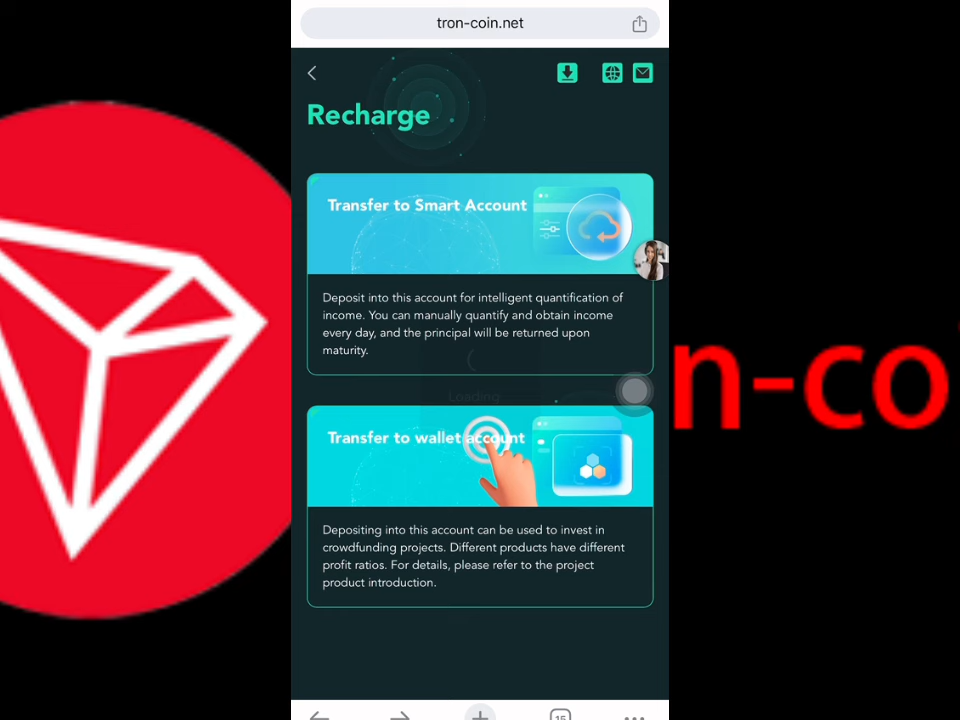 tron-coin.net
Recharge
Transfer to Smart Account
Deposit into this account for intelligent quantification of
income. You can manually quantify and obtain income
every day, and the principal will be returned upon
maturity.
Loading
Transfer to wallet account
Depositing into this account can be used to invest in
crowdfunding projects. Different products have different
profit ratios. For details, please refer to the project
product introduction.
n-co
15